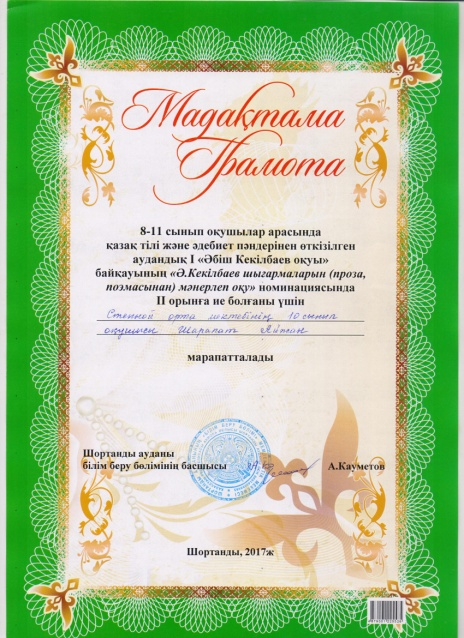 Мадақтама
Грамота
8-11 сынып оқушылар арасында
қазақ тілі және әдебиет пәндерінен өткізілген
аудандық I «Әбіш Кекілбаев оқуы»
байқауының «Ә.Кекілбаев шығармаларын (проза,
поэмасынан) мәнерлеп оқу» номинациясында
II орынға ие болғаны үшін
Степной орта мектебінің 10 сынып
оқушысы Шарапат
марапатталады
Шортанды ауданы
білім беру бөлімінің басшысы
А.Кауметов
Шортанды, 2017ж